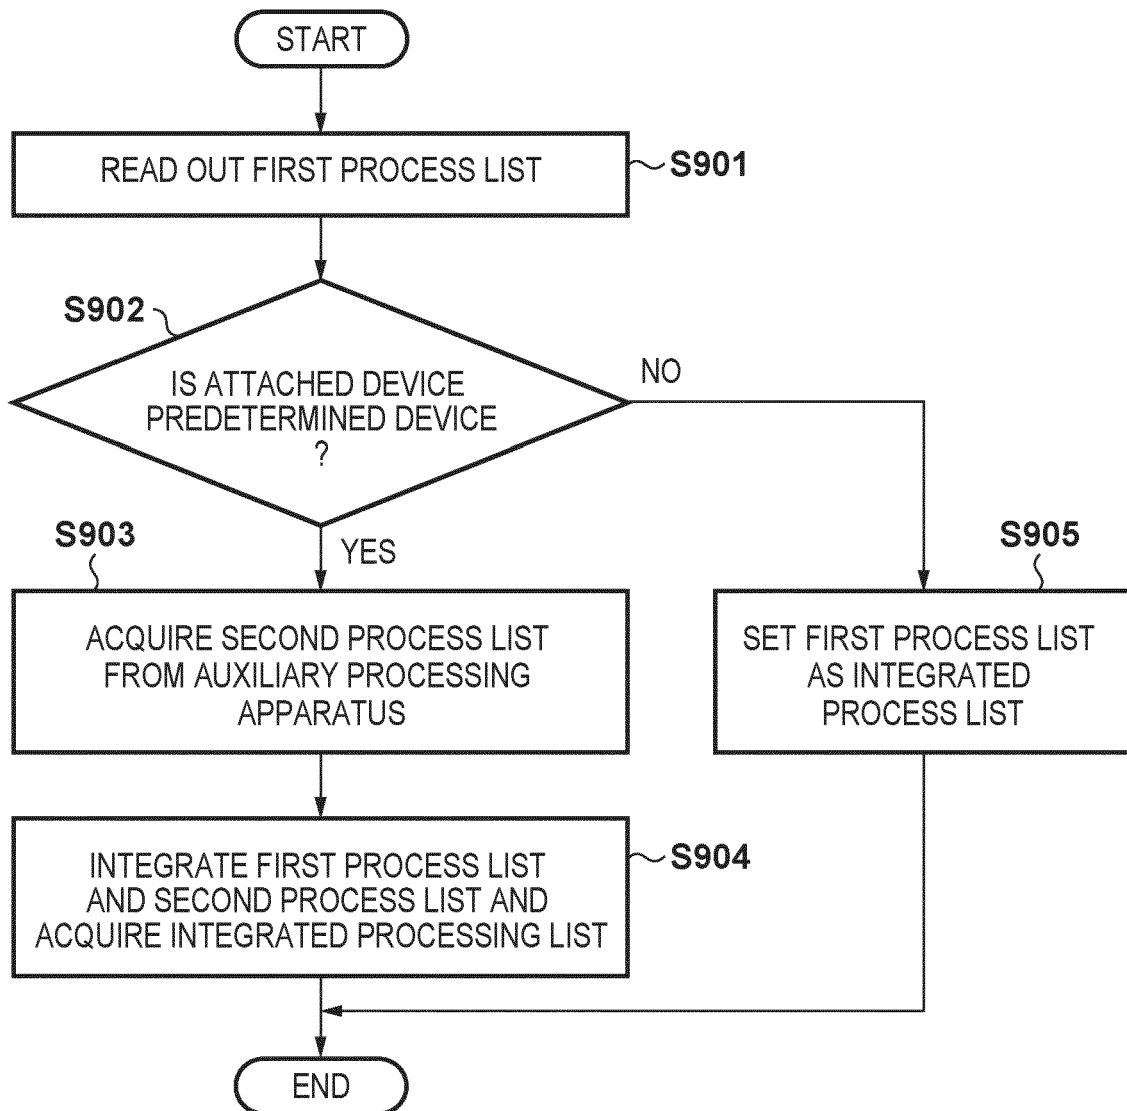 START
READ OUT FIRST PROCESS LIST
S901
S902
IS ATTACHED DEVICE
PREDETERMINED DEVICE
?
NO
YES
S903
ACQUIRE SECOND PROCESS LIST
FROM AUXILIARY PROCESSING
APPARATUS
S905
SET FIRST PROCESS LIST
AS INTEGRATED
PROCESS LIST
INTEGRATE FIRST PROCESS LIST
AND SECOND PROCESS LIST AND
ACQUIRE INTEGRATED PROCESSING LIST
S904
END